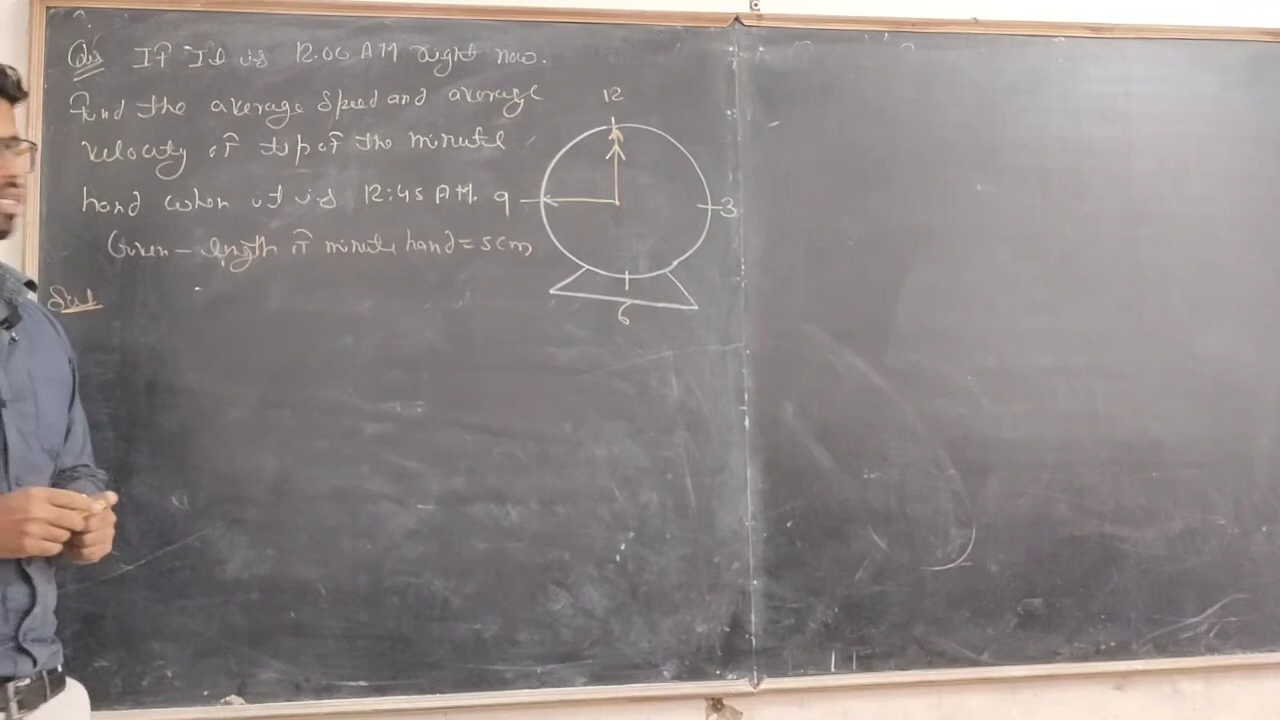 Qs If It is 12.00 AM right now.
find the average speed and average
velocity of tip of the minute
hand when it is 12:45 AM.
Given - length of minute hand = 5cm
Sol
12
9
3
6